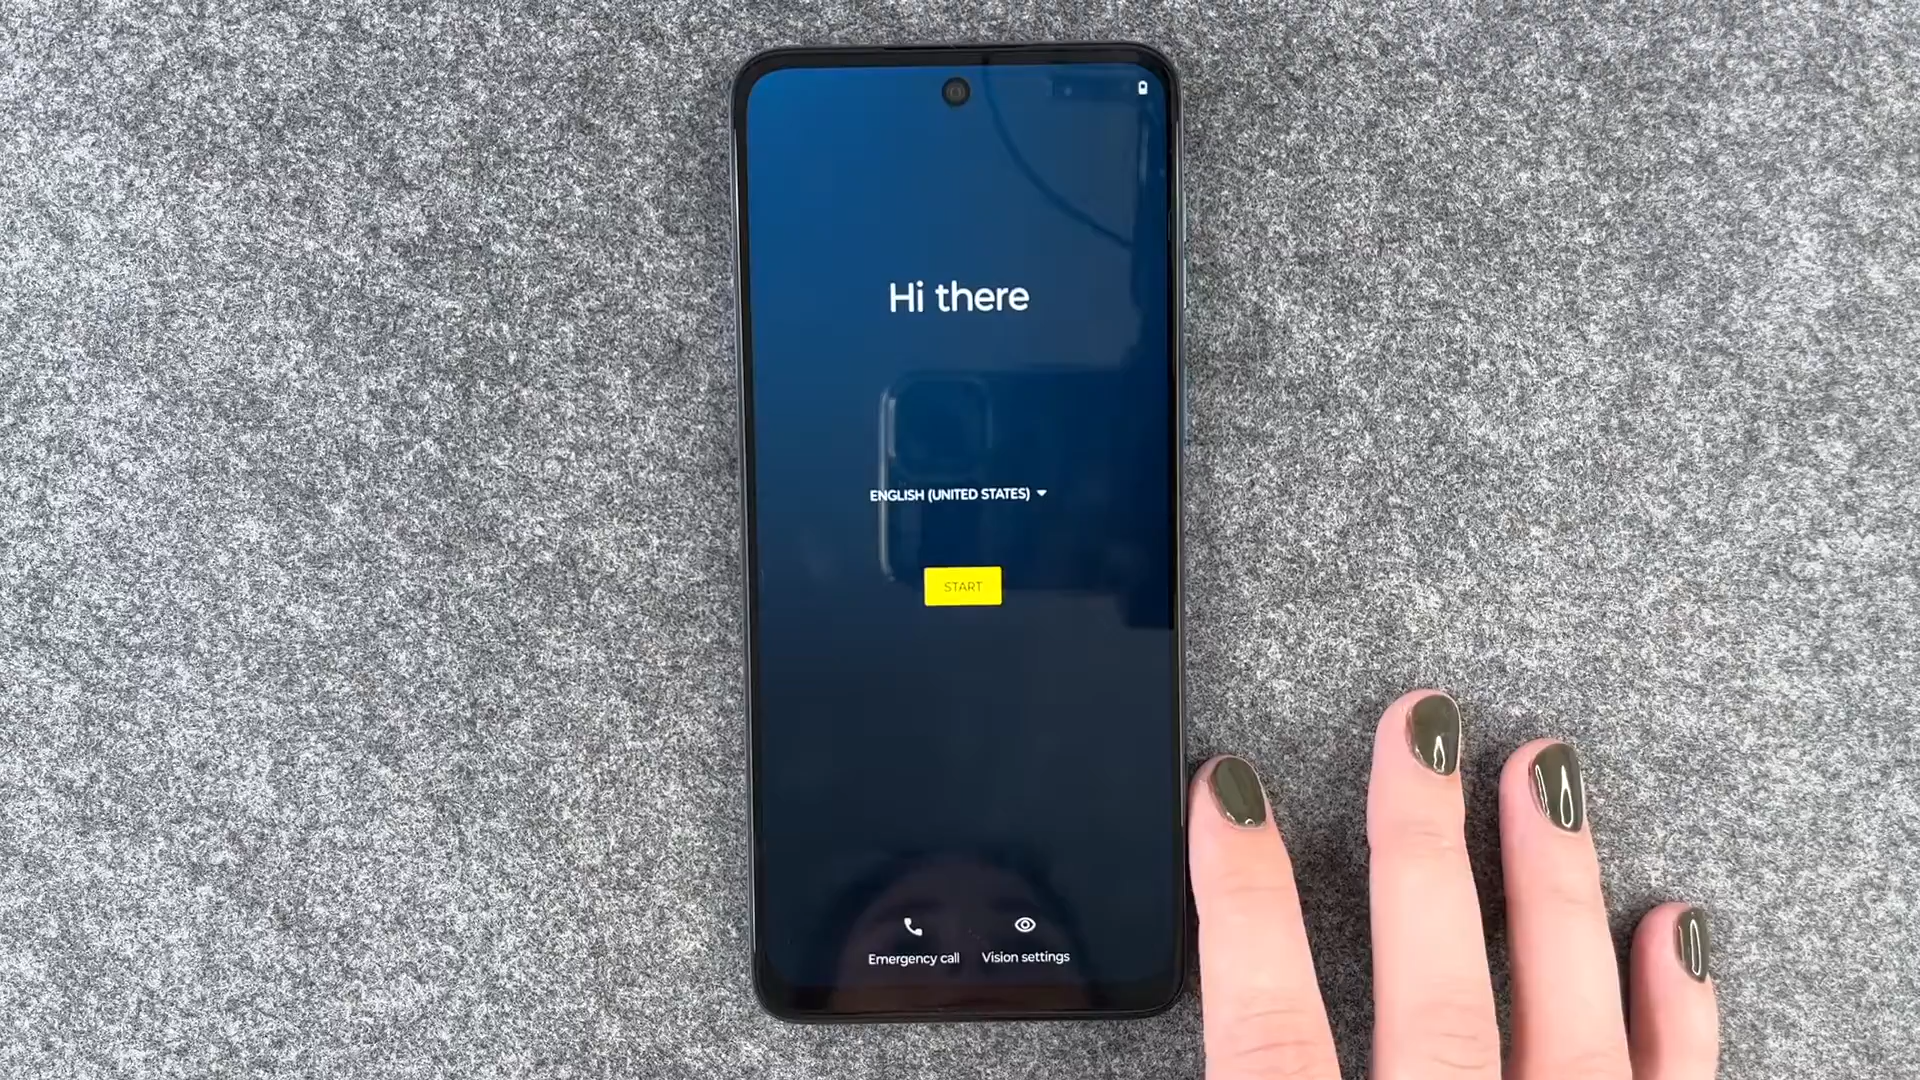 Hi there
ENGLISH (UNITED STATES)
START
Emergency call
Vision settings